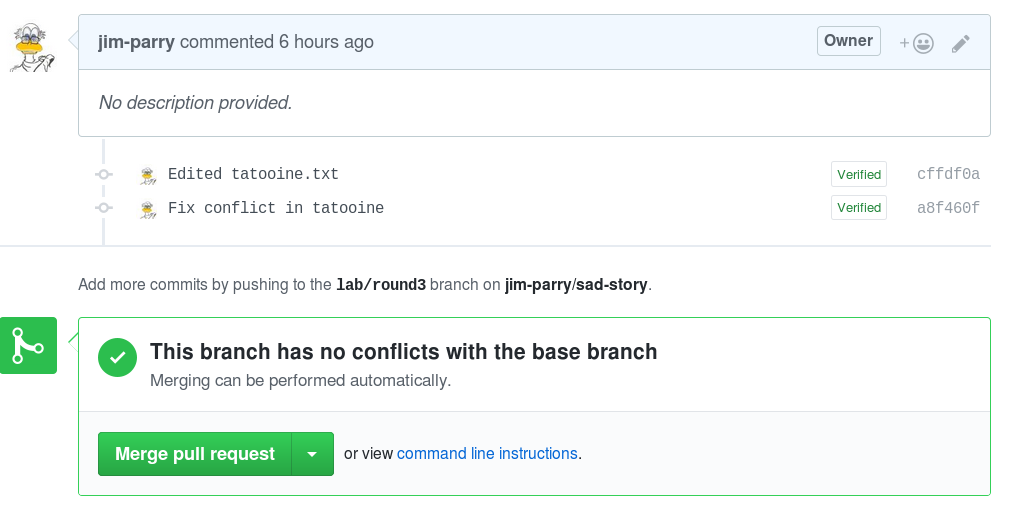 jim-parry commented 6 hours ago Owner +
No description provided.
Edited tatooine.txt Verified cffdf0a
Fix conflict in tatooine Verified a8f460f
Add more commits by pushing to the lab/round3 branch on jim-parry/sad-story.
This branch has no conflicts with the base branch
Merging can be performed automatically.
Merge pull request or view command line instructions.